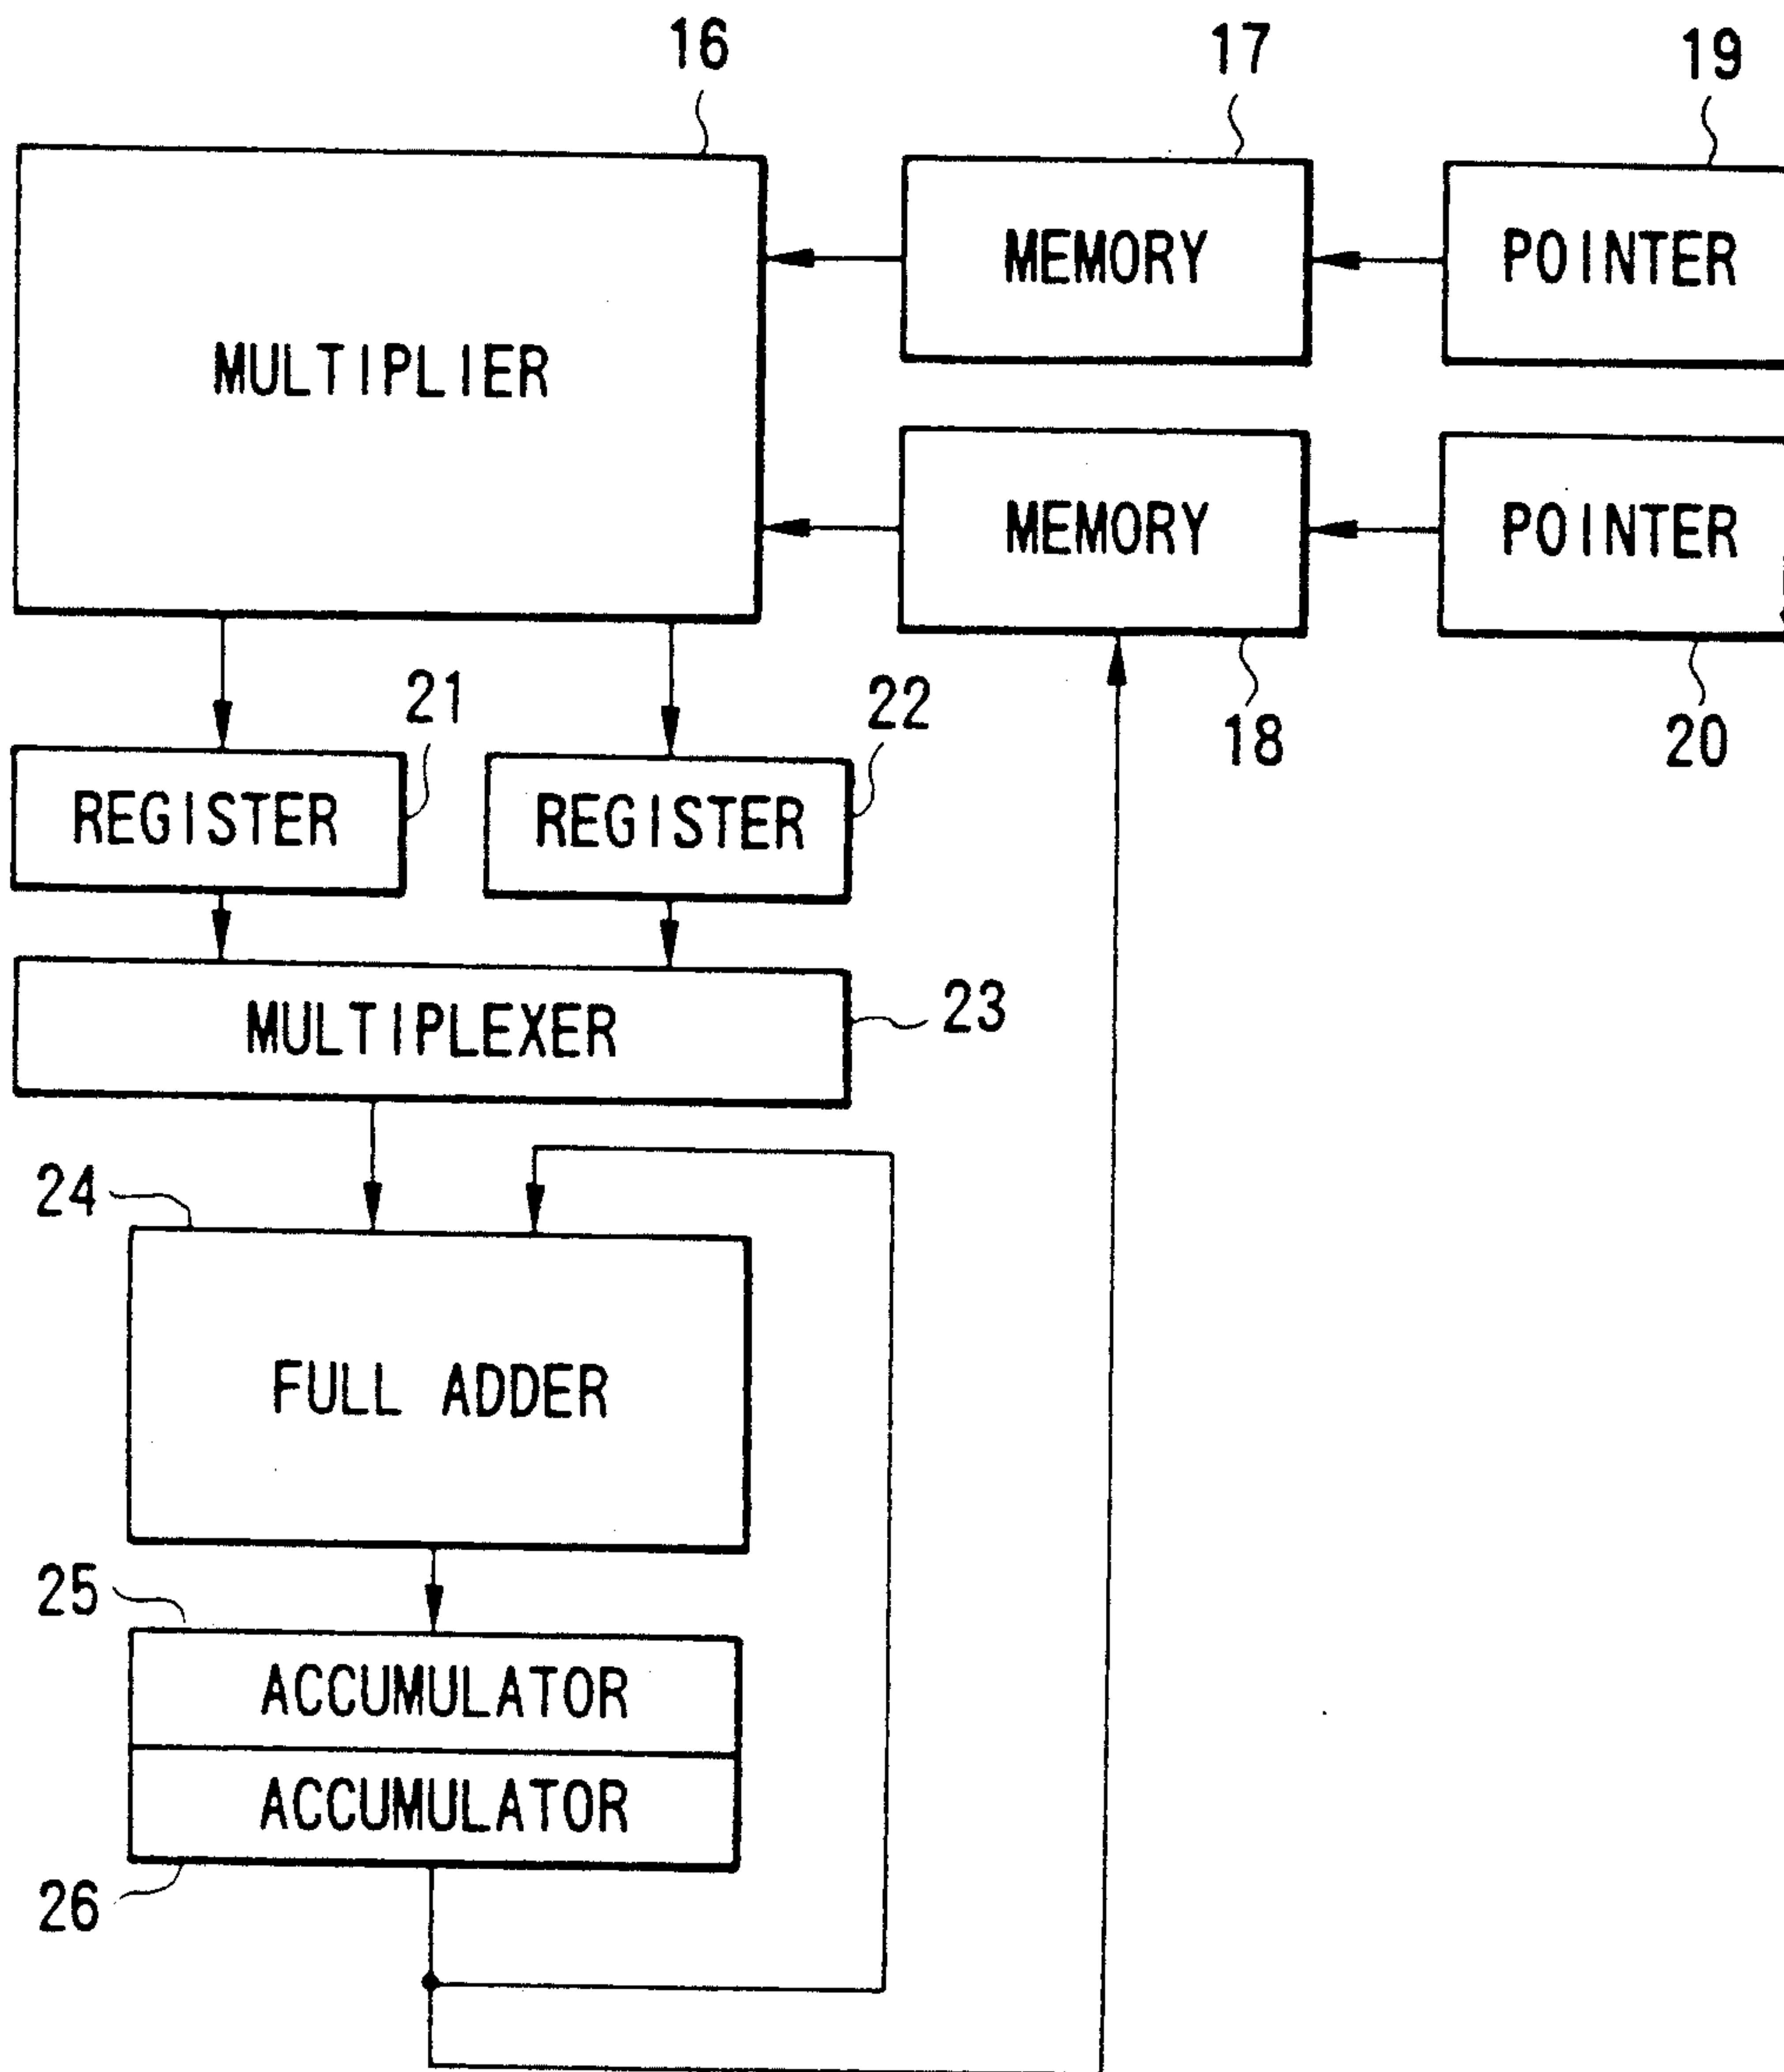 16
17
19
MULTIPLIER
MEMORY
POINTER
MEMORY
POINTER
18
20
21
22
REGISTER
REGISTER
MULTIPLEXER
23
24
FULL ADDER
25
ACCUMULATOR
ACCUMULATOR
26